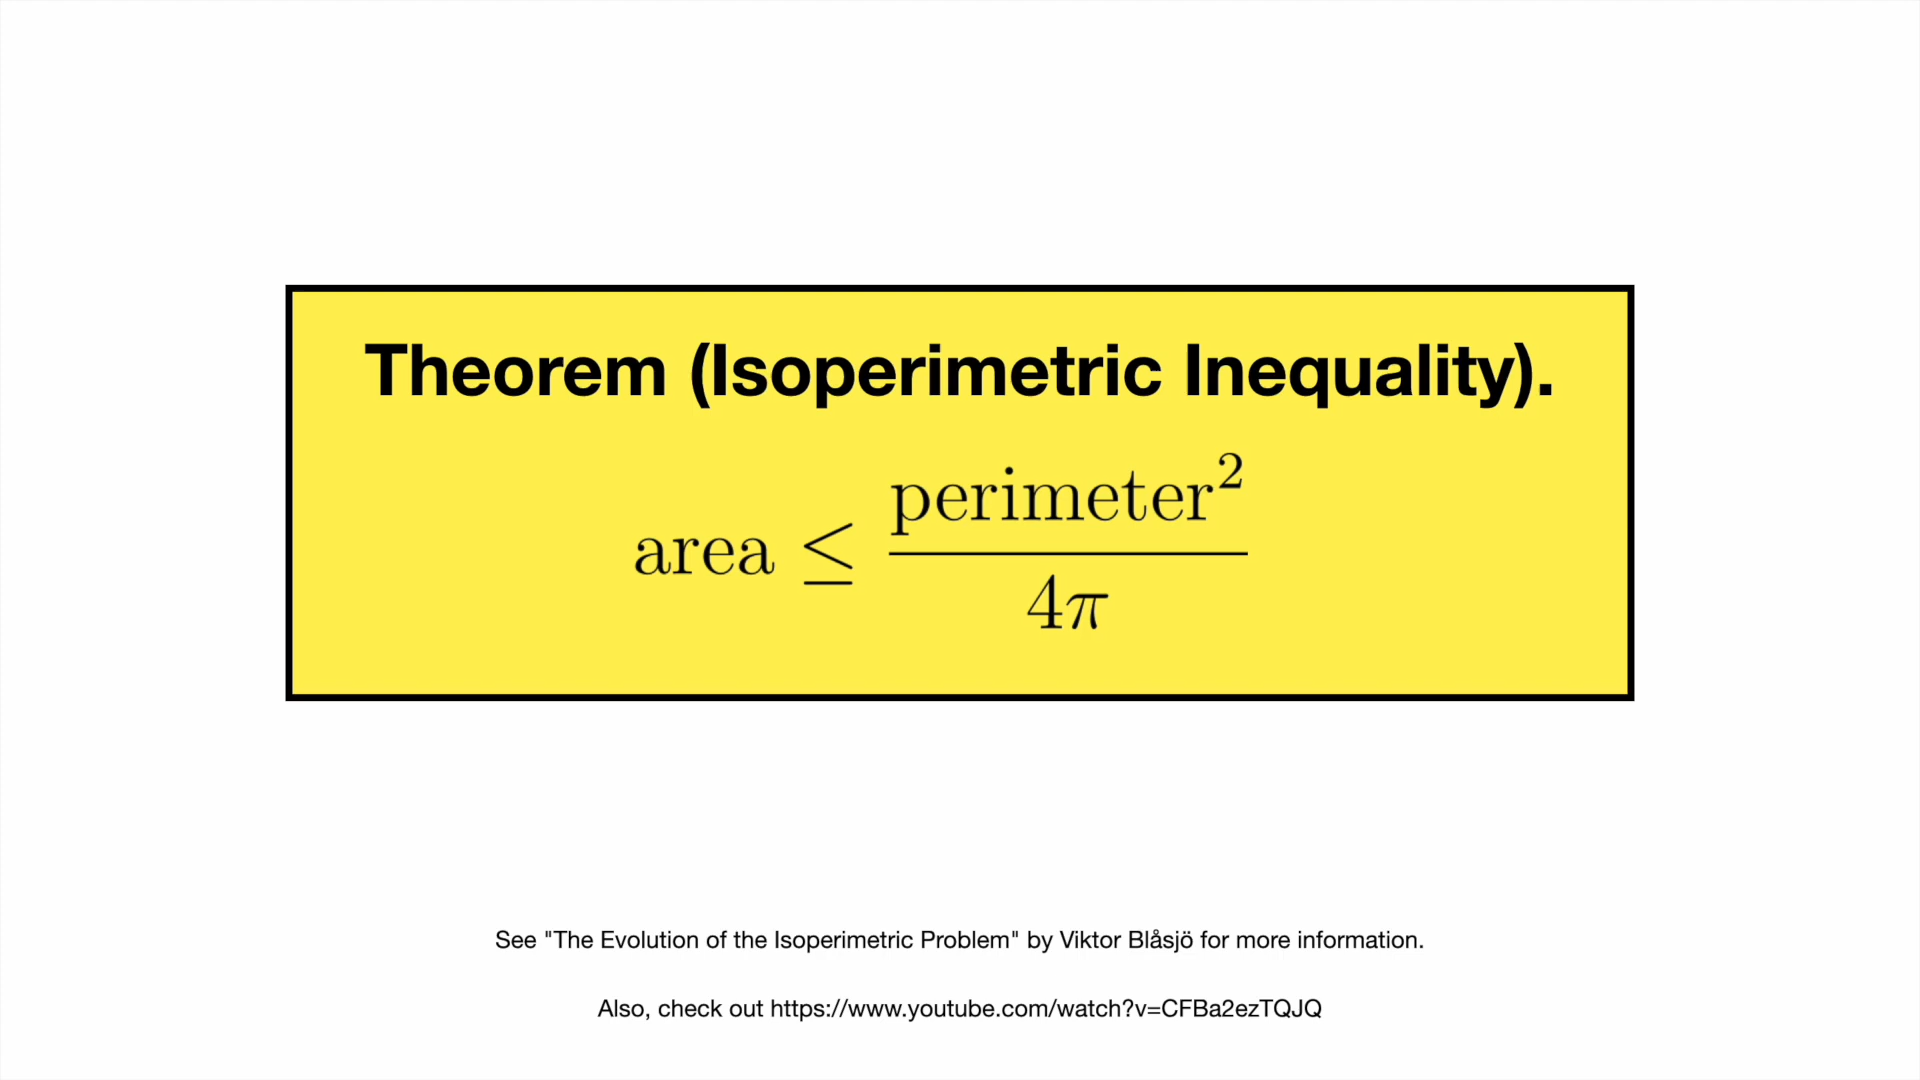 Theorem (Isoperimetric Inequality).
area ≤ perimeter² / 4π
See "The Evolution of the Isoperimetric Problem" by Viktor Blåsjö for more information.
Also, check out https://www.youtube.com/watch?v=CFBa2ezTQJQ